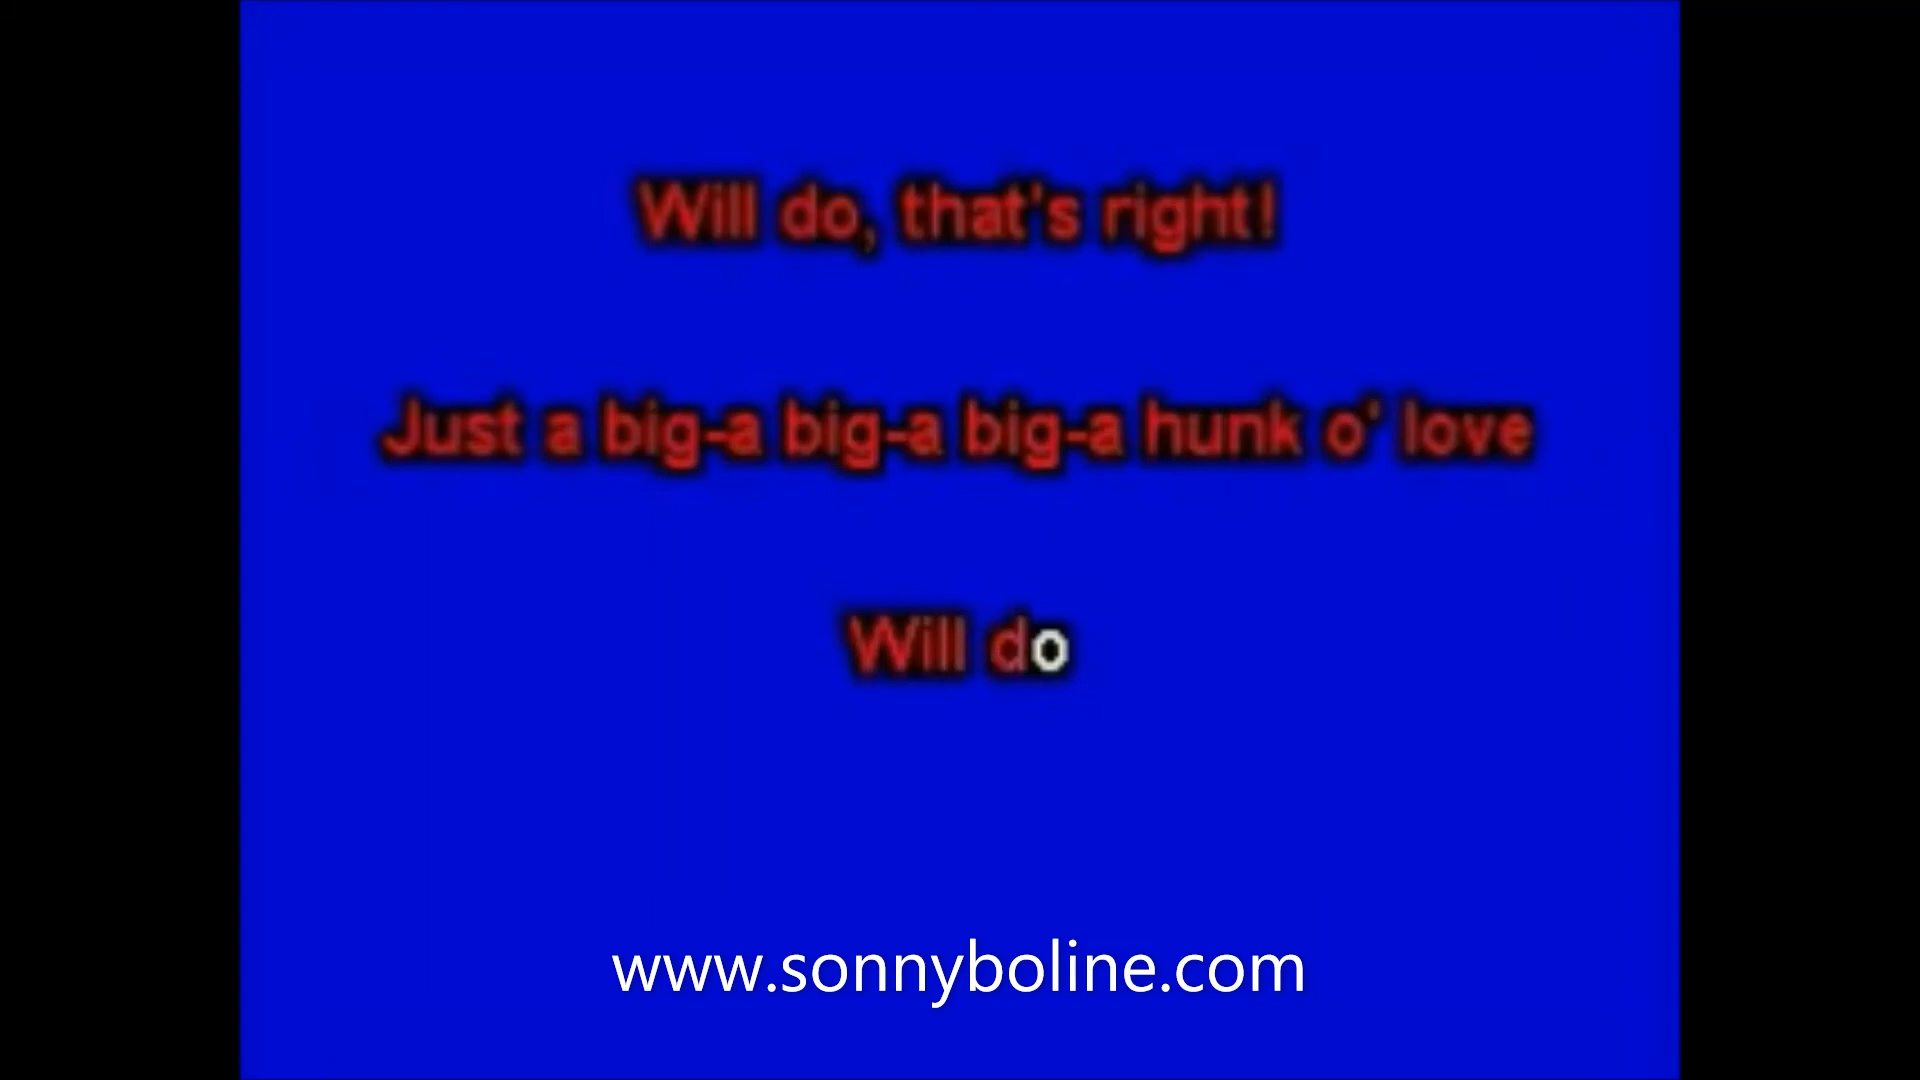 Will do, that's right!
Just a big-a big-a big-a hunk o' love
Will do
www.sonnyboline.com